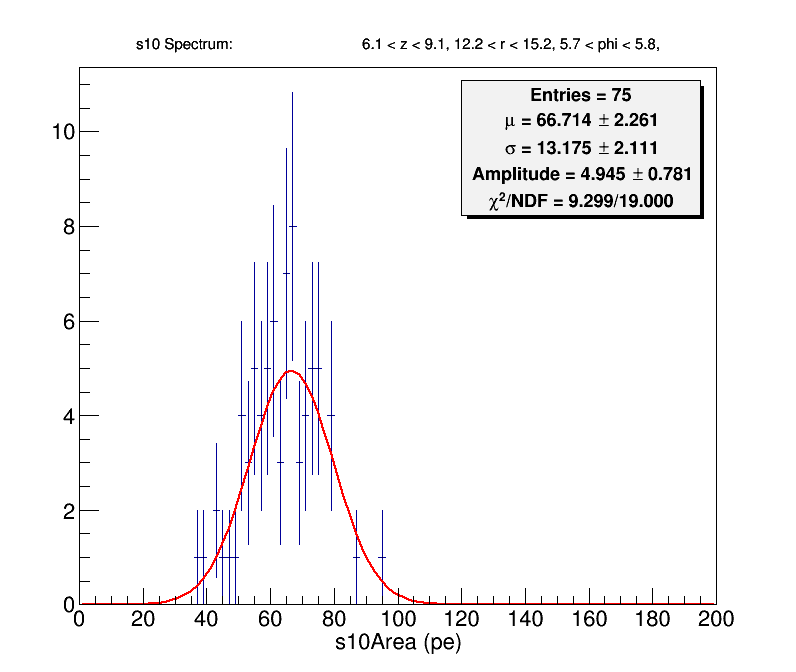 s10 Spectrum: 6.1 < z < 9.1, 12.2 < r < 15.2, 5.7 < phi < 5.8,
Entries = 75
μ = 66.714 ± 2.261
σ = 13.175 ± 2.111
Amplitude = 4.945 ± 0.781
χ²/NDF = 9.299/19.000
10
8
6
4
2
0
0 20 40 60 80 100 120 140 160 180 200
s10Area (pe)